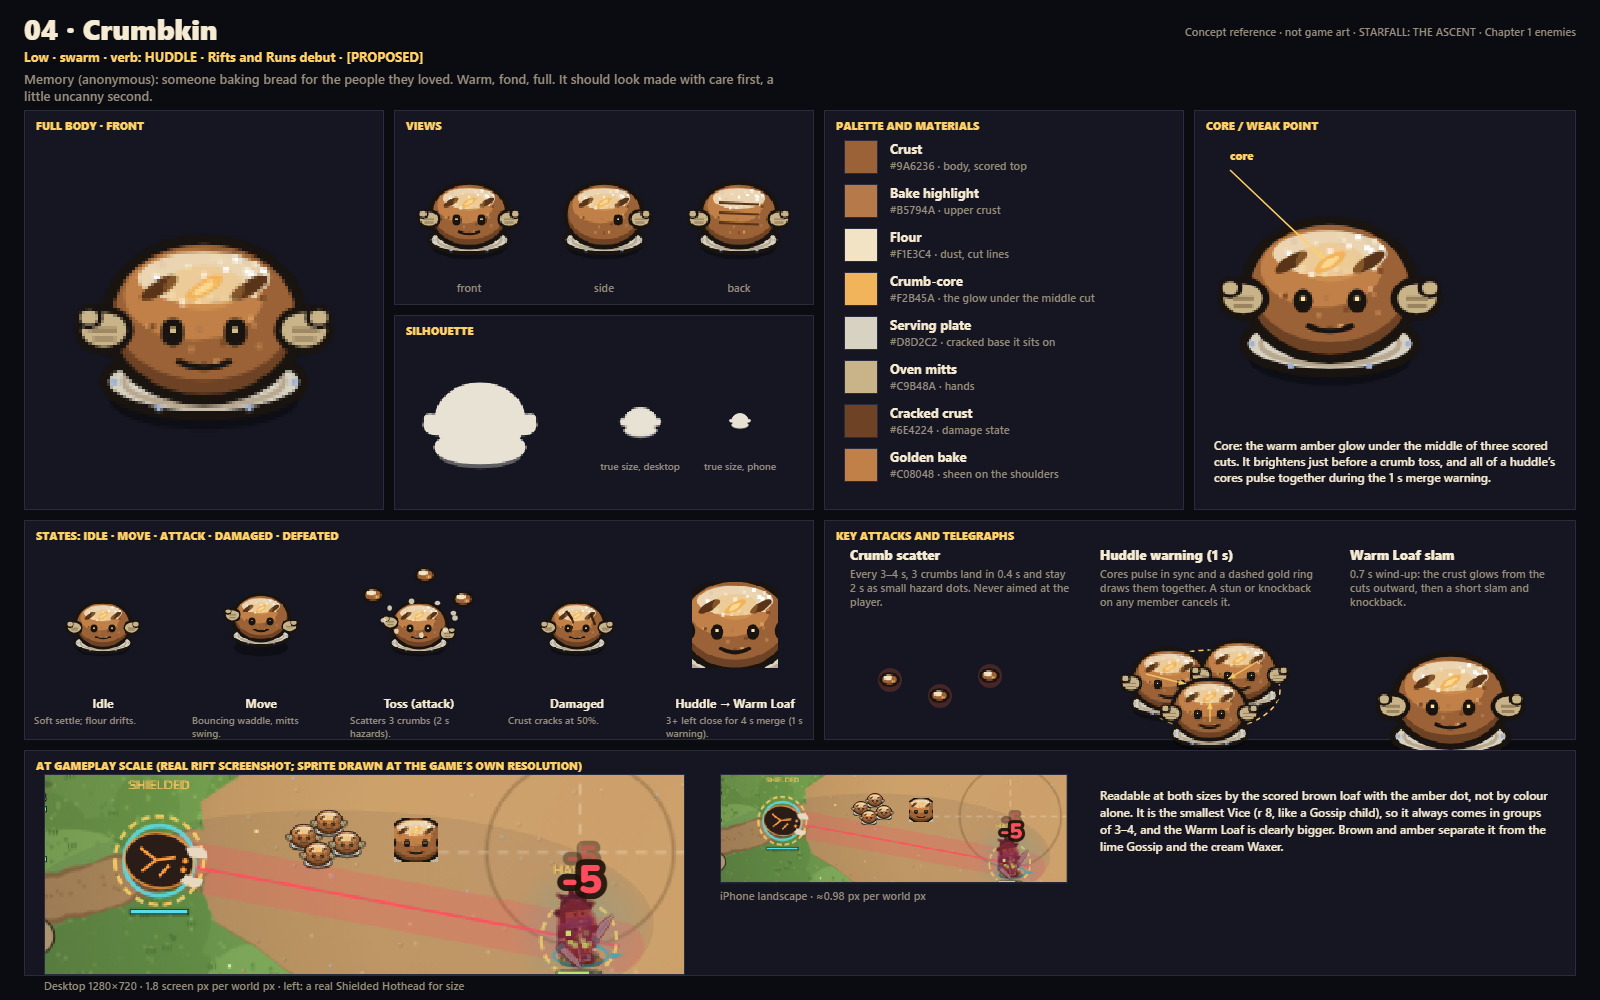 04 · Crumbkin
Concept reference · not game art · STARFALL: THE ASCENT · Chapter 1 enemies
Low · swarm · verb: HUDDLE · Rifts and Runs debut · [PROPOSED]
Memory (anonymous): someone baking bread for the people they loved. Warm, fond, full. It should look made with care first, a
little uncanny second.
FULL BODY · FRONT
VIEWS
front
side
back
SILHOUETTE
true size, desktop
true size, phone
PALETTE AND MATERIALS
Crust
#9A6236 · body, scored top
Bake highlight
#B5794A · upper crust
Flour
#F1E3C4 · dust, cut lines
Crumb-core
#F2B45A · the glow under the middle cut
Serving plate
#D8D2C2 · cracked base it sits on
Oven mitts
#C9B48A · hands
Cracked crust
#6E4224 · damage state
Golden bake
#C08048 · sheen on the shoulders
CORE / WEAK POINT
core
Core: the warm amber glow under the middle of three scored
cuts. It brightens just before a crumb toss, and all of a huddle's
cores pulse together during the 1 s merge warning.
STATES: IDLE · MOVE · ATTACK · DAMAGED · DEFEATED
Idle
Soft settle; flour drifts.
Move
Bouncing waddle, mitts
swing.
Toss (attack)
Scatters 3 crumbs (2 s
hazards).
Damaged
Crust cracks at 50%.
Huddle → Warm Loaf
3+ left close for 4 s merge (1 s
warning).
KEY ATTACKS AND TELEGRAPHS
Crumb scatter
Every 3–4 s, 3 crumbs land in 0.4 s and stay
2 s as small hazard dots. Never aimed at the
player.
Huddle warning (1 s)
Cores pulse in sync and a dashed gold ring
draws them together. A stun or knockback
on any member cancels it.
Warm Loaf slam
0.7 s wind-up: the crust glows from the
cuts outward, then a short slam and
knockback.
AT GAMEPLAY SCALE (REAL RIFT SCREENSHOT; SPRITE DRAWN AT THE GAME'S OWN RESOLUTION)
SHIELDED
-5
Desktop 1280×720 · 1.8 screen px per world px · left: a real Shielded Hothead for size
SHIELDED
-5
iPhone landscape · ≈0.98 px per world px
Readable at both sizes by the scored brown loaf with the amber dot, not by colour
alone. It is the smallest Vice (r 8, like a Gossip child), so it always comes in groups
of 3–4, and the Warm Loaf is clearly bigger. Brown and amber separate it from the
lime Gossip and the cream Waxer.